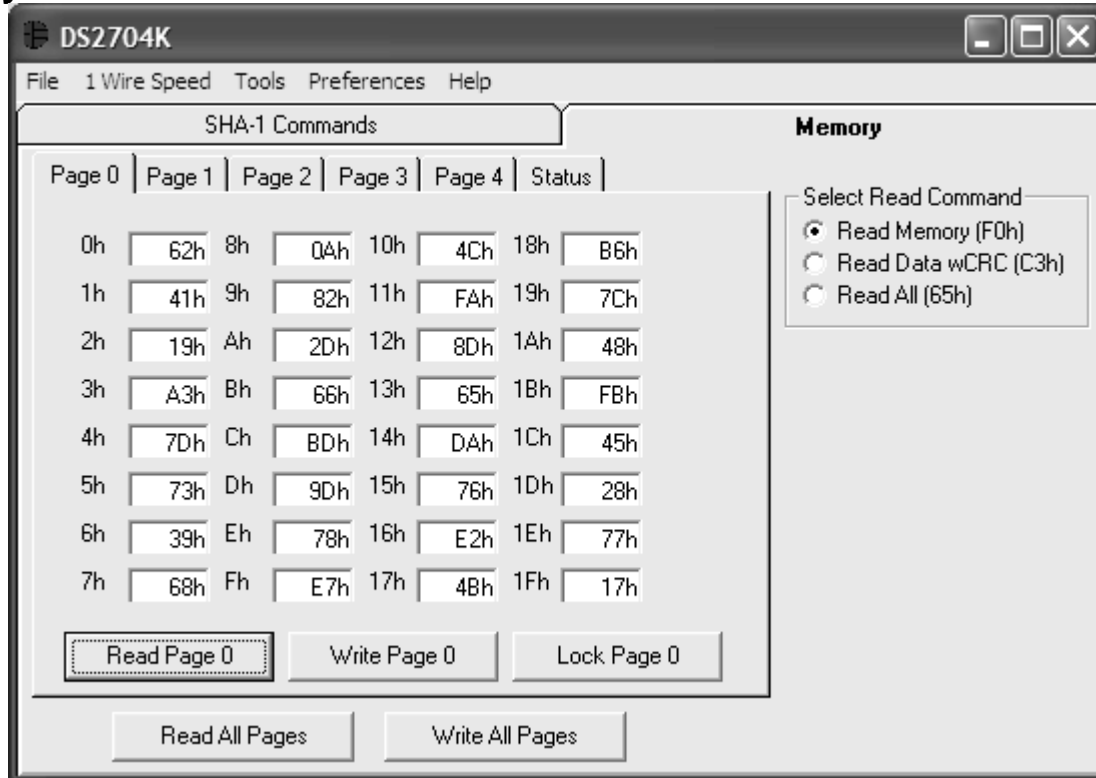 DS2704K
File 1 Wire Speed Tools Preferences Help
SHA-1 Commands Memory
Page 0 Page 1 Page 2 Page 3 Page 4 Status
Select Read Command
Read Memory (F0h)
Read Data wCRC (C3h)
Read All (65h)
0h 62h 8h 0Ah 10h 4Ch 18h B6h
1h 41h 9h 82h 11h FAh 19h 7Ch
2h 19h Ah 2Dh 12h 8Dh 1Ah 48h
3h A3h Bh 66h 13h 65h 1Bh FBh
4h 7Dh Ch BDh 14h DAh 1Ch 45h
5h 73h Dh 9Dh 15h 76h 1Dh 28h
6h 39h Eh 78h 16h E2h 1Eh 77h
7h 68h Fh E7h 17h 4Bh 1Fh 17h
Read Page 0 Write Page 0 Lock Page 0
Read All Pages Write All Pages